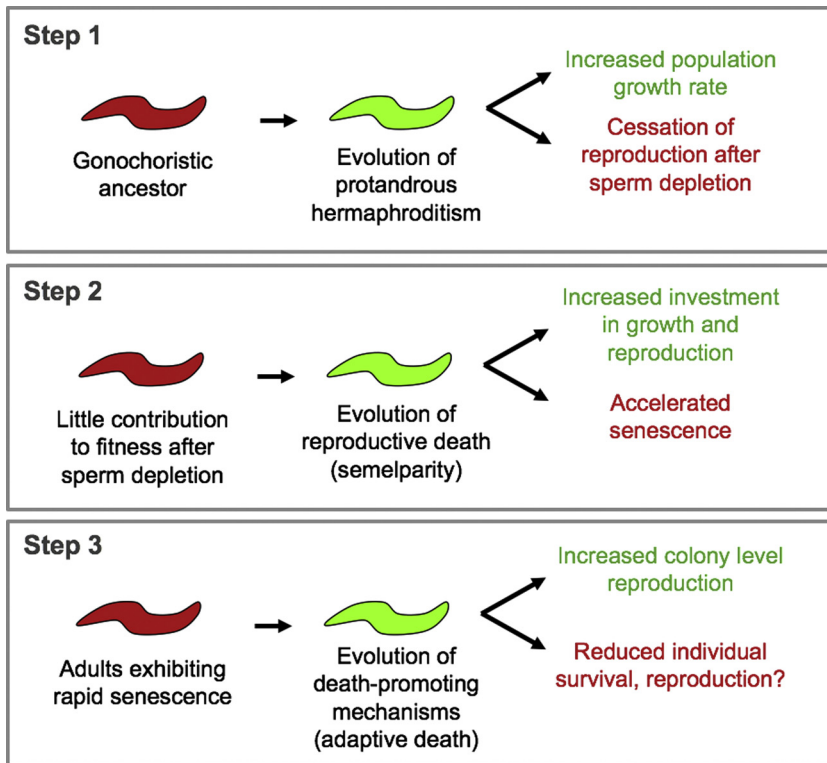 Step 1
Gonochoristic
ancestor
Evolution of
protandrous
hermaphroditism
Increased population
growth rate
Cessation of
reproduction after
sperm depletion
Step 2
Little contribution
to fitness after
sperm depletion
Evolution of
reproductive death
(semelparity)
Increased investment
in growth and
reproduction
Accelerated
senescence
Step 3
Adults exhibiting
rapid senescence
Evolution of
death-promoting
mechanisms
(adaptive death)
Increased colony level
reproduction
Reduced individual
survival, reproduction?